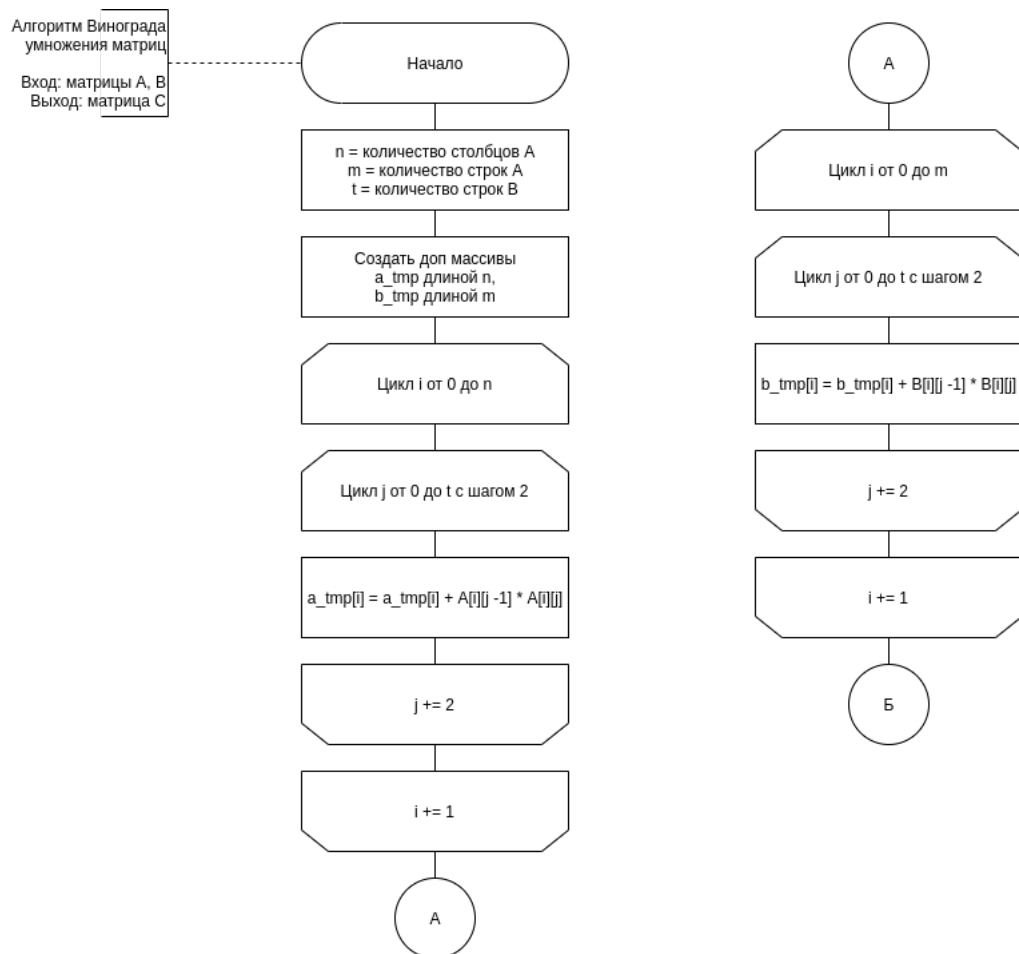 Алгоритм Винограда
умножения матриц
Вход: матрицы A, B
Выход: матрица C
Начало
n = количество столбцов A
m = количество строк A
t = количество строк B
Создать доп массивы
a_tmp длиной n,
b_tmp длиной m
Цикл i от 0 до n
Цикл j от 0 до t с шагом 2
a_tmp[i] = a_tmp[i] + A[i][j -1] * A[i][j]
j += 2
i += 1
А
А
Цикл i от 0 до m
Цикл j от 0 до t с шагом 2
b_tmp[i] = b_tmp[i] + B[i][j -1] * B[i][j]
j += 2
i += 1
Б